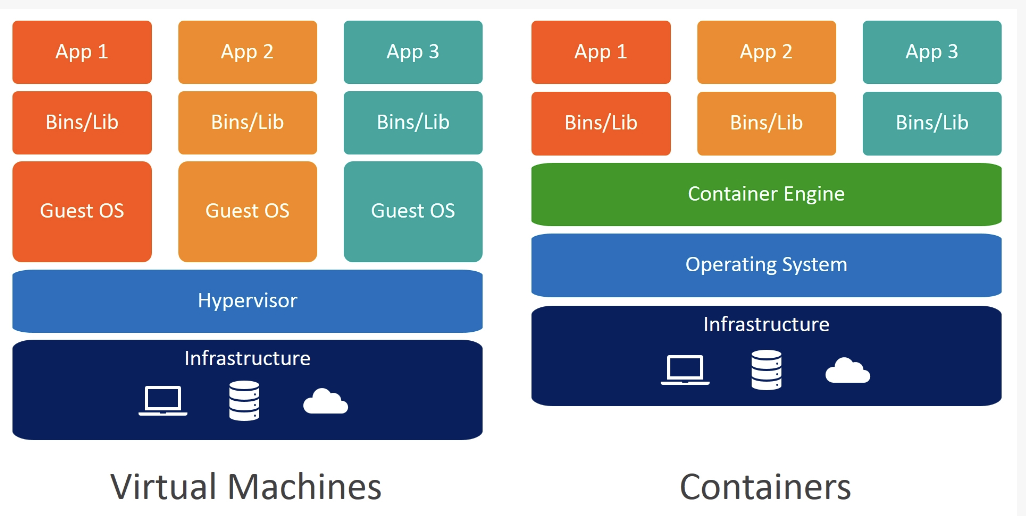 App 1
App 2
App 3
Bins/Lib
Bins/Lib
Bins/Lib
Guest OS
Guest OS
Guest OS
Hypervisor
Infrastructure
Virtual Machines
App 1
App 2
App 3
Bins/Lib
Bins/Lib
Bins/Lib
Container Engine
Operating System
Infrastructure
Containers